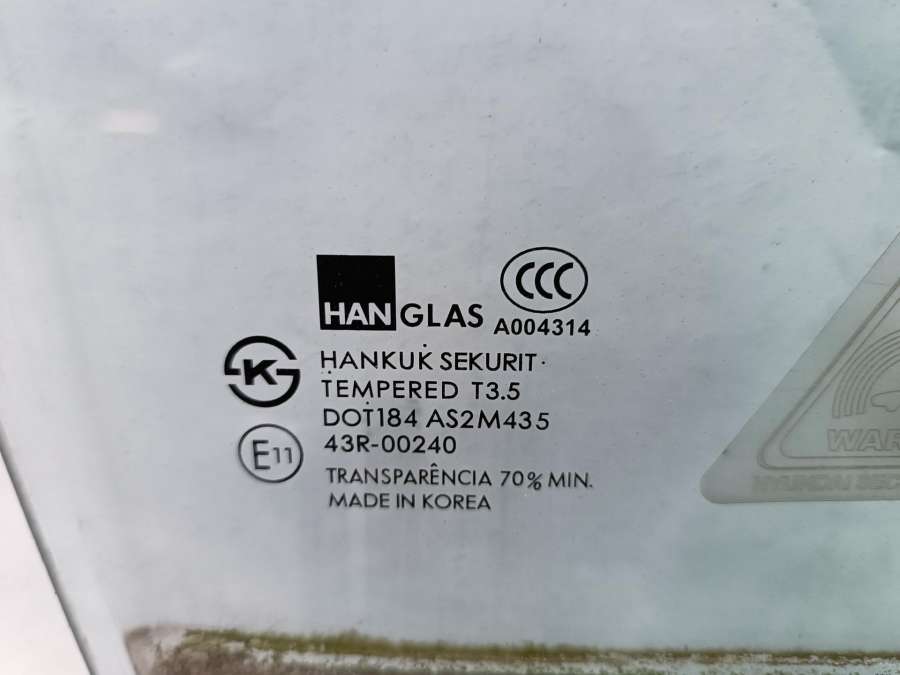 CCC
HANGLAS
A004314
K
HANKUK SEKURIT
TEMPERED T3.5
DOT184 AS2M435
E11
43R-00240
TRANSPARÊNCIA 70% MIN.
MADE IN KOREA
HYUNDAI